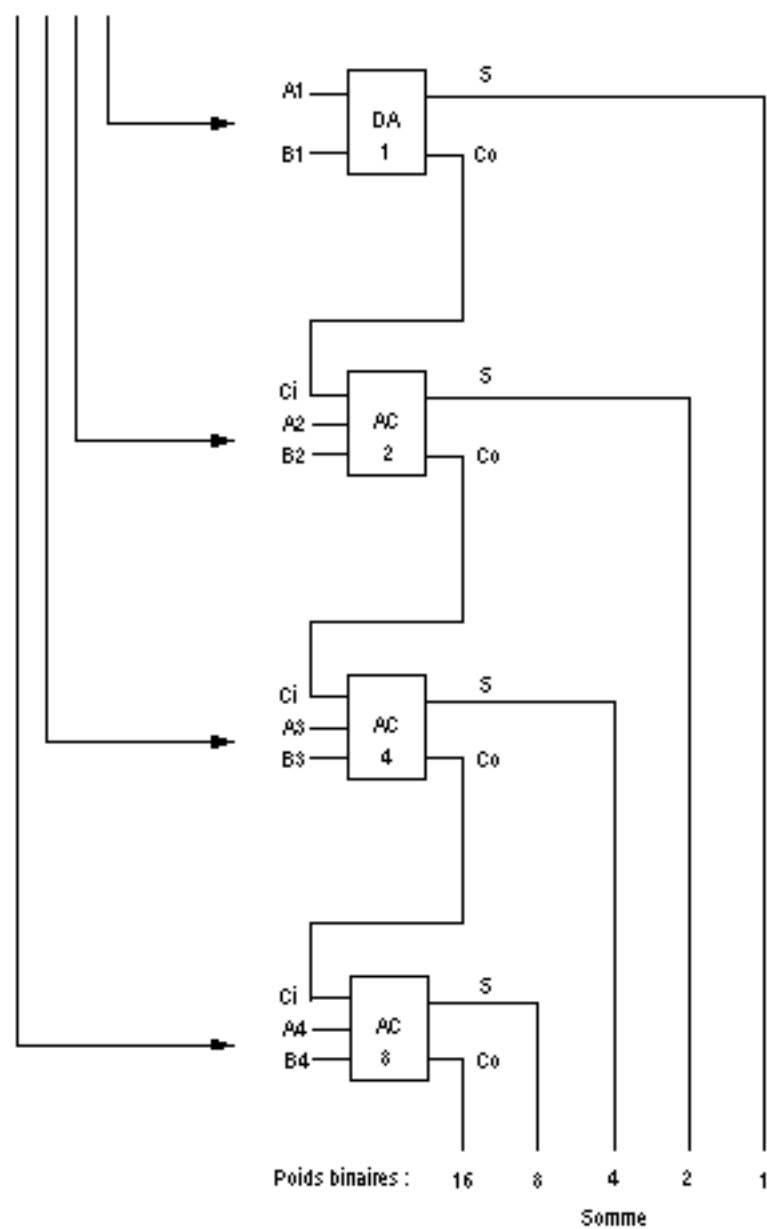 S
A1
DA
B1
1
Co
S
Ci
A2
AC
B2
2
Co
S
Ci
A3
AC
B3
4
Co
S
Ci
A4
AC
B4
8
Co
Poids binaires : 16 8 4 2 1
Somme